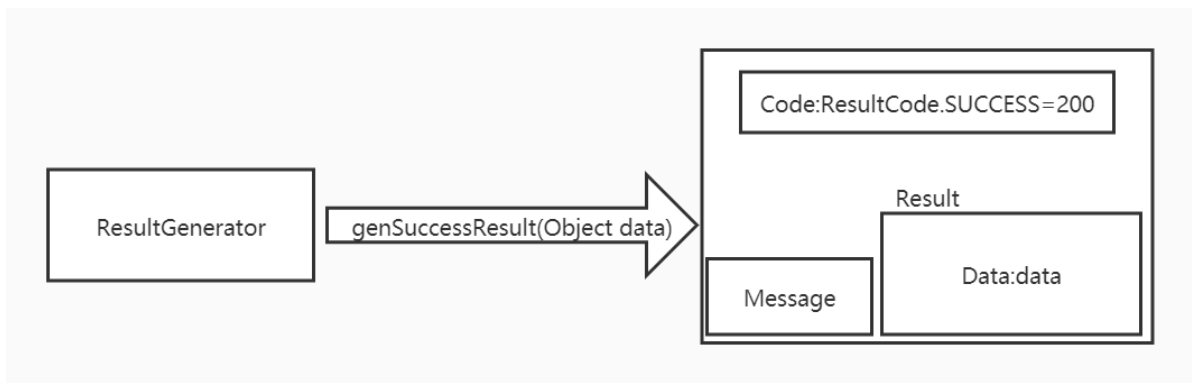 ResultGenerator
genSuccessResult(Object data)
Code:ResultCode.SUCCESS=200
Result
Message
Data:data